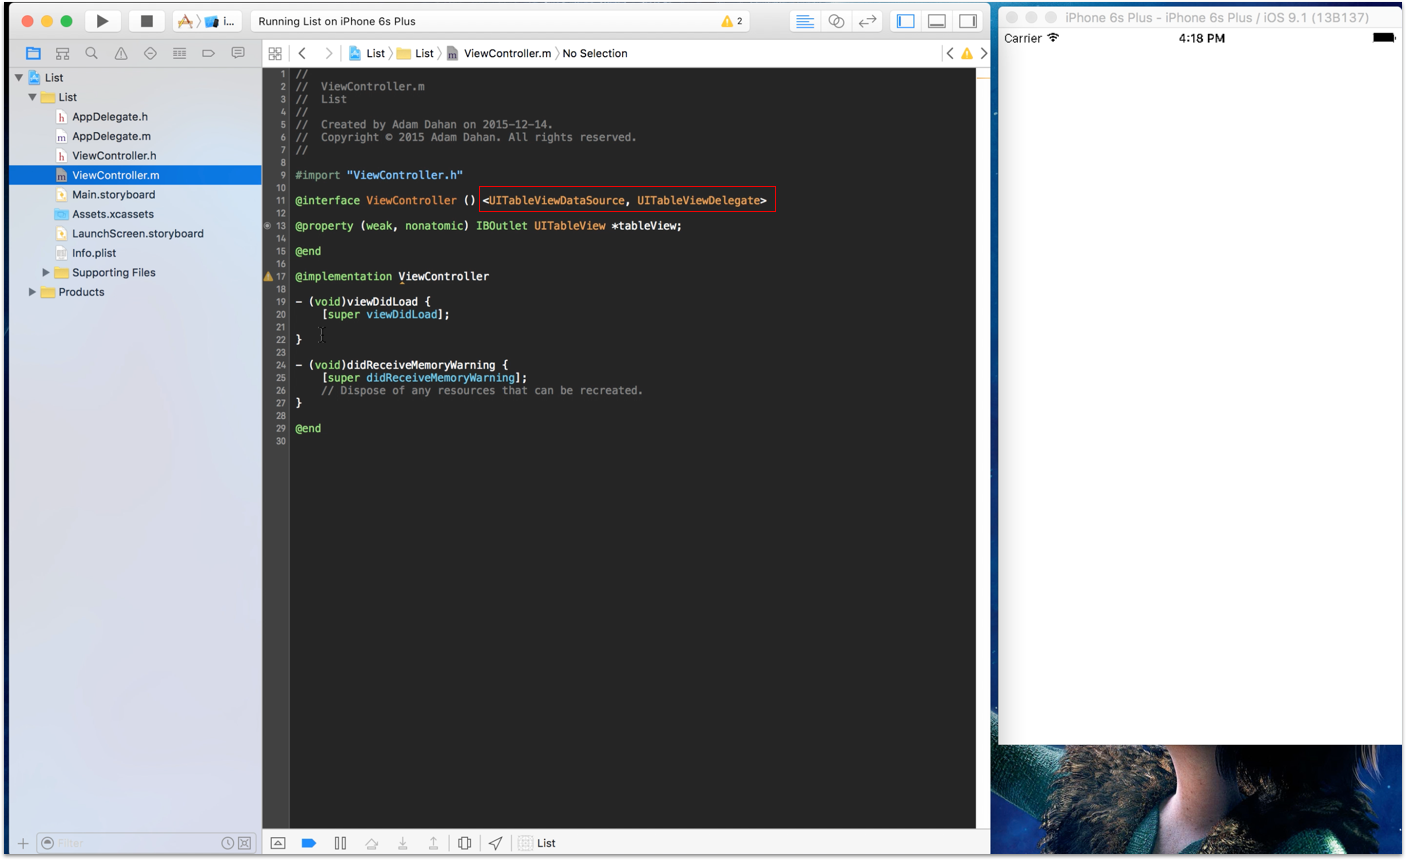 i...
Running List on iPhone 6s Plus
2
List
List
ViewController.m
No Selection
List
List
AppDelegate.h
AppDelegate.m
ViewController.h
ViewController.m
Main.storyboard
Assets.xcassets
LaunchScreen.storyboard
Info.plist
Supporting Files
Products
Filter
1 //
2 //  ViewController.m
3 //  List
4 //
5 //  Created by Adam Dahan on 2015-12-14.
6 //  Copyright © 2015 Adam Dahan. All rights reserved.
7 //
8
9 #import "ViewController.h"
10
11 @interface ViewController () <UITableViewDataSource, UITableViewDelegate>
12
13 @property (weak, nonatomic) IBOutlet UITableView *tableView;
14
15 @end
16
17 @implementation ViewController
18
19 - (void)viewDidLoad {
20     [super viewDidLoad];
21
22 }
23
24 - (void)didReceiveMemoryWarning {
25     [super didReceiveMemoryWarning];
26     // Dispose of any resources that can be recreated.
27 }
28
29 @end
30
List
iPhone 6s Plus - iPhone 6s Plus / iOS 9.1 (13B137)
Carrier 4:18 PM